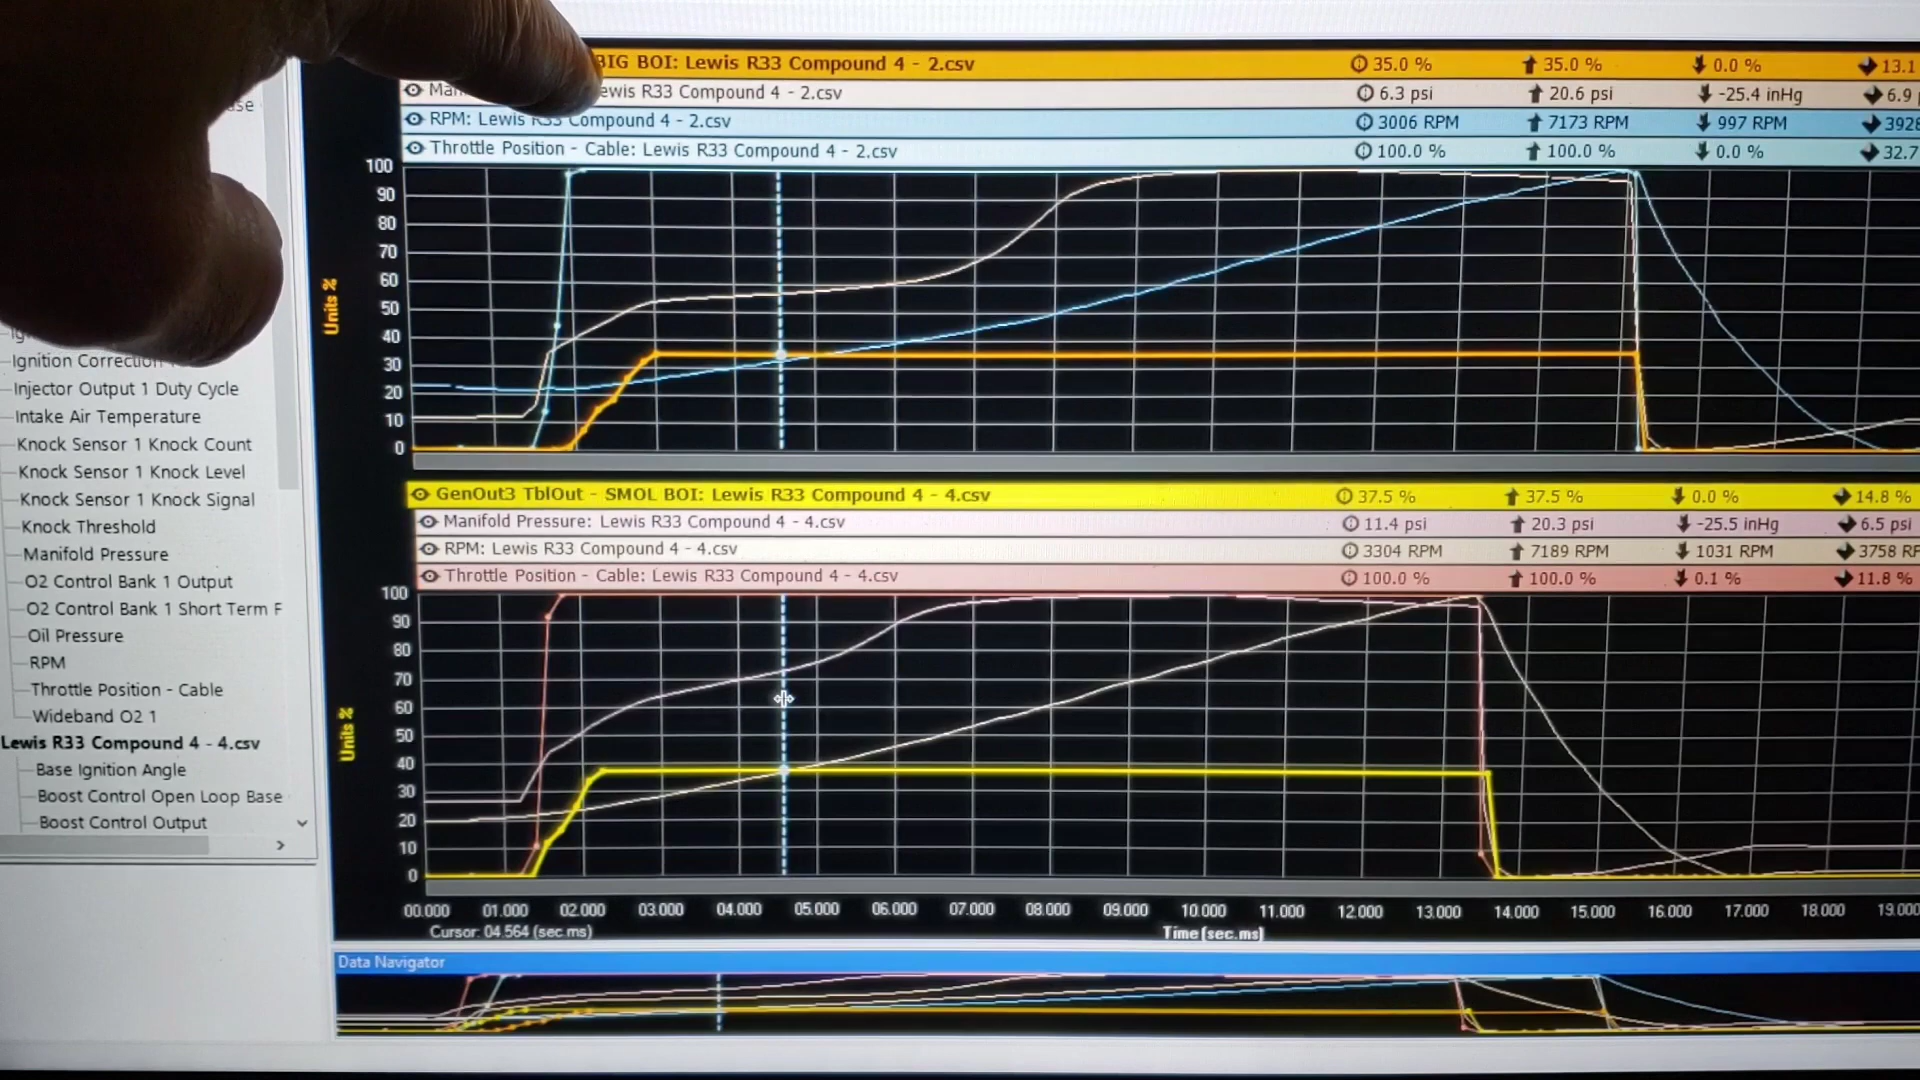 BIG BOI: Lewis R33 Compound 4 - 2.csv 35.0 % 35.0 % 0.0 % 13.1
Lewis R33 Compound 4 - 2.csv 6.3 psi 20.6 psi -25.4 inHg 6.9
RPM: Lewis R33 Compound 4 - 2.csv 3006 RPM 7173 RPM 997 RPM 3928
Throttle Position - Cable: Lewis R33 Compound 4 - 2.csv 100.0 % 100.0 % 0.0 % 32.7
100
90
80
70
60
50
40
30
20
10
0
Units %
GenOut3 TblOut - SMOL BOI: Lewis R33 Compound 4 - 4.csv 37.5 % 37.5 % 0.0 % 14.8 %
Manifold Pressure: Lewis R33 Compound 4 - 4.csv 11.4 psi 20.3 psi -25.5 inHg 6.5 psi
RPM: Lewis R33 Compound 4 - 4.csv 3304 RPM 7189 RPM 1031 RPM 3758 RP
Throttle Position - Cable: Lewis R33 Compound 4 - 4.csv 100.0 % 100.0 % 0.1 % 11.8 %
100
90
80
70
60
50
40
30
20
10
0
Units %
00.000 01.000 02.000 03.000 04.000 05.000 06.000 07.000 08.000 09.000 10.000 11.000 12.000 13.000 14.000 15.000 16.000 17.000 18.000 19.000
Cursor: 04.564 (sec.ms) Time(sec.ms)
Data Navigator
Ignition Correction
Injector Output 1 Duty Cycle
Intake Air Temperature
Knock Sensor 1 Knock Count
Knock Sensor 1 Knock Level
Knock Sensor 1 Knock Signal
Knock Threshold
Manifold Pressure
O2 Control Bank 1 Output
O2 Control Bank 1 Short Term F
Oil Pressure
RPM
Throttle Position - Cable
Wideband O2 1
Lewis R33 Compound 4 - 4.csv
Base Ignition Angle
Boost Control Open Loop Base
Boost Control Output